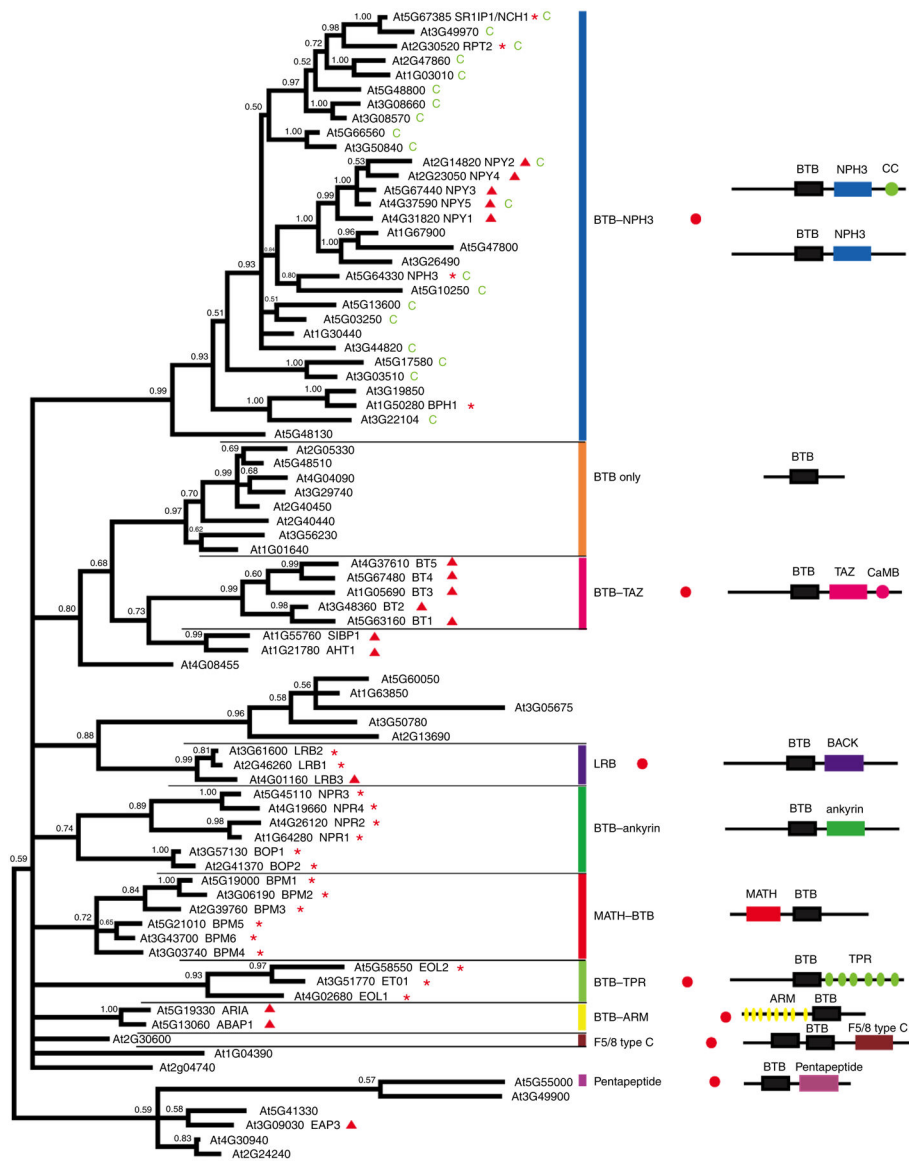 1.00 At5G67385 SR1IP1/NCH1 * C
0.98 At3G49970 C
0.72 At2G30520 RPT2 * C
0.52 At2G47860 C
1.00 At1G03010 C
0.97 At5G48800 C
At3G08660 C
1.00 At3G08570 C
0.50 At5G66560 C
1.00 At3G50840 C
0.53 At2G14820 NPY2 C
At2G23050 NPY4
1.00 At5G67440 NPY3
0.99 At4G37590 NPY5 C
At4G31820 NPY1
1.00 0.96 At1G67900
At5G47800
1.00 At3G26490
0.64
0.93 0.80 At5G64330 NPH3 * C
At5G10250 C
0.51 At5G13600 C
At5G03250 C
0.51 At1G30440
At3G44820 C
0.93 1.00 At5G17580 C
At3G03510 C
0.99 1.00 At3G19850
1.00 At1G50280 BPH1 *
At3G22104 C
At5G48130
BTB–NPH3
BTB NPH3 CC
BTB NPH3
0.69 At2G05330
At5G48510
0.99 0.68 At4G04090
At3G29740
0.70 At2G40450
0.97 At2G40440
0.62 At3G56230
At1G01640
BTB only
BTB
0.68 0.99 At4G37610 BT5
0.60 At5G67480 BT4
0.99 At1G05690 BT3
0.98 At3G48360 BT2
0.73 At5G63160 BT1
BTB–TAZ
BTB TAZ CaMB
0.80 0.99 At1G55760 SIBP1
At1G21780 AHT1
At4G08455
0.56 At5G60050
0.58 At1G63850
At3G05675
0.96 At3G50780
At2G13690
0.88
0.81 At3G61600 LRB2 *
0.99 At2G46260 LRB1 *
At4G01160 LRB3
LRB
BTB BACK
1.00 At5G45110 NPR3 *
0.89 At4G19660 NPR4 *
0.98 At4G26120 NPR2 *
0.74 At1G64280 NPR1 *
1.00 At3G57130 BOP1 *
At2G41370 BOP2 *
BTB–ankyrin
BTB ankyrin
0.59
1.00 At5G19000 BPM1 *
0.84 At3G06190 BPM2 *
At2G39760 BPM3 *
0.72 0.65 At5G21010 BPM5 *
At3G43700 BPM6 *
At3G03740 BPM4 *
MATH–BTB
MATH BTB
0.97 At5G58550 EOL2 *
0.93 At3G51770 ET01 *
At4G02680 EOL1 *
BTB–TPR
BTB TPR
1.00 At5G19330 ARIA
At5G13060 ABAP1
BTB–ARM
ARM BTB
At2G30600
F5/8 type C
BTB F5/8 type C
At1G04390
At2g04740
0.57 At5G55000
At3G49900
Pentapeptide
BTB Pentapeptide
0.59 0.58 At5G41330
At3G09030 EAP3
0.83 At4G30940
At2G24240